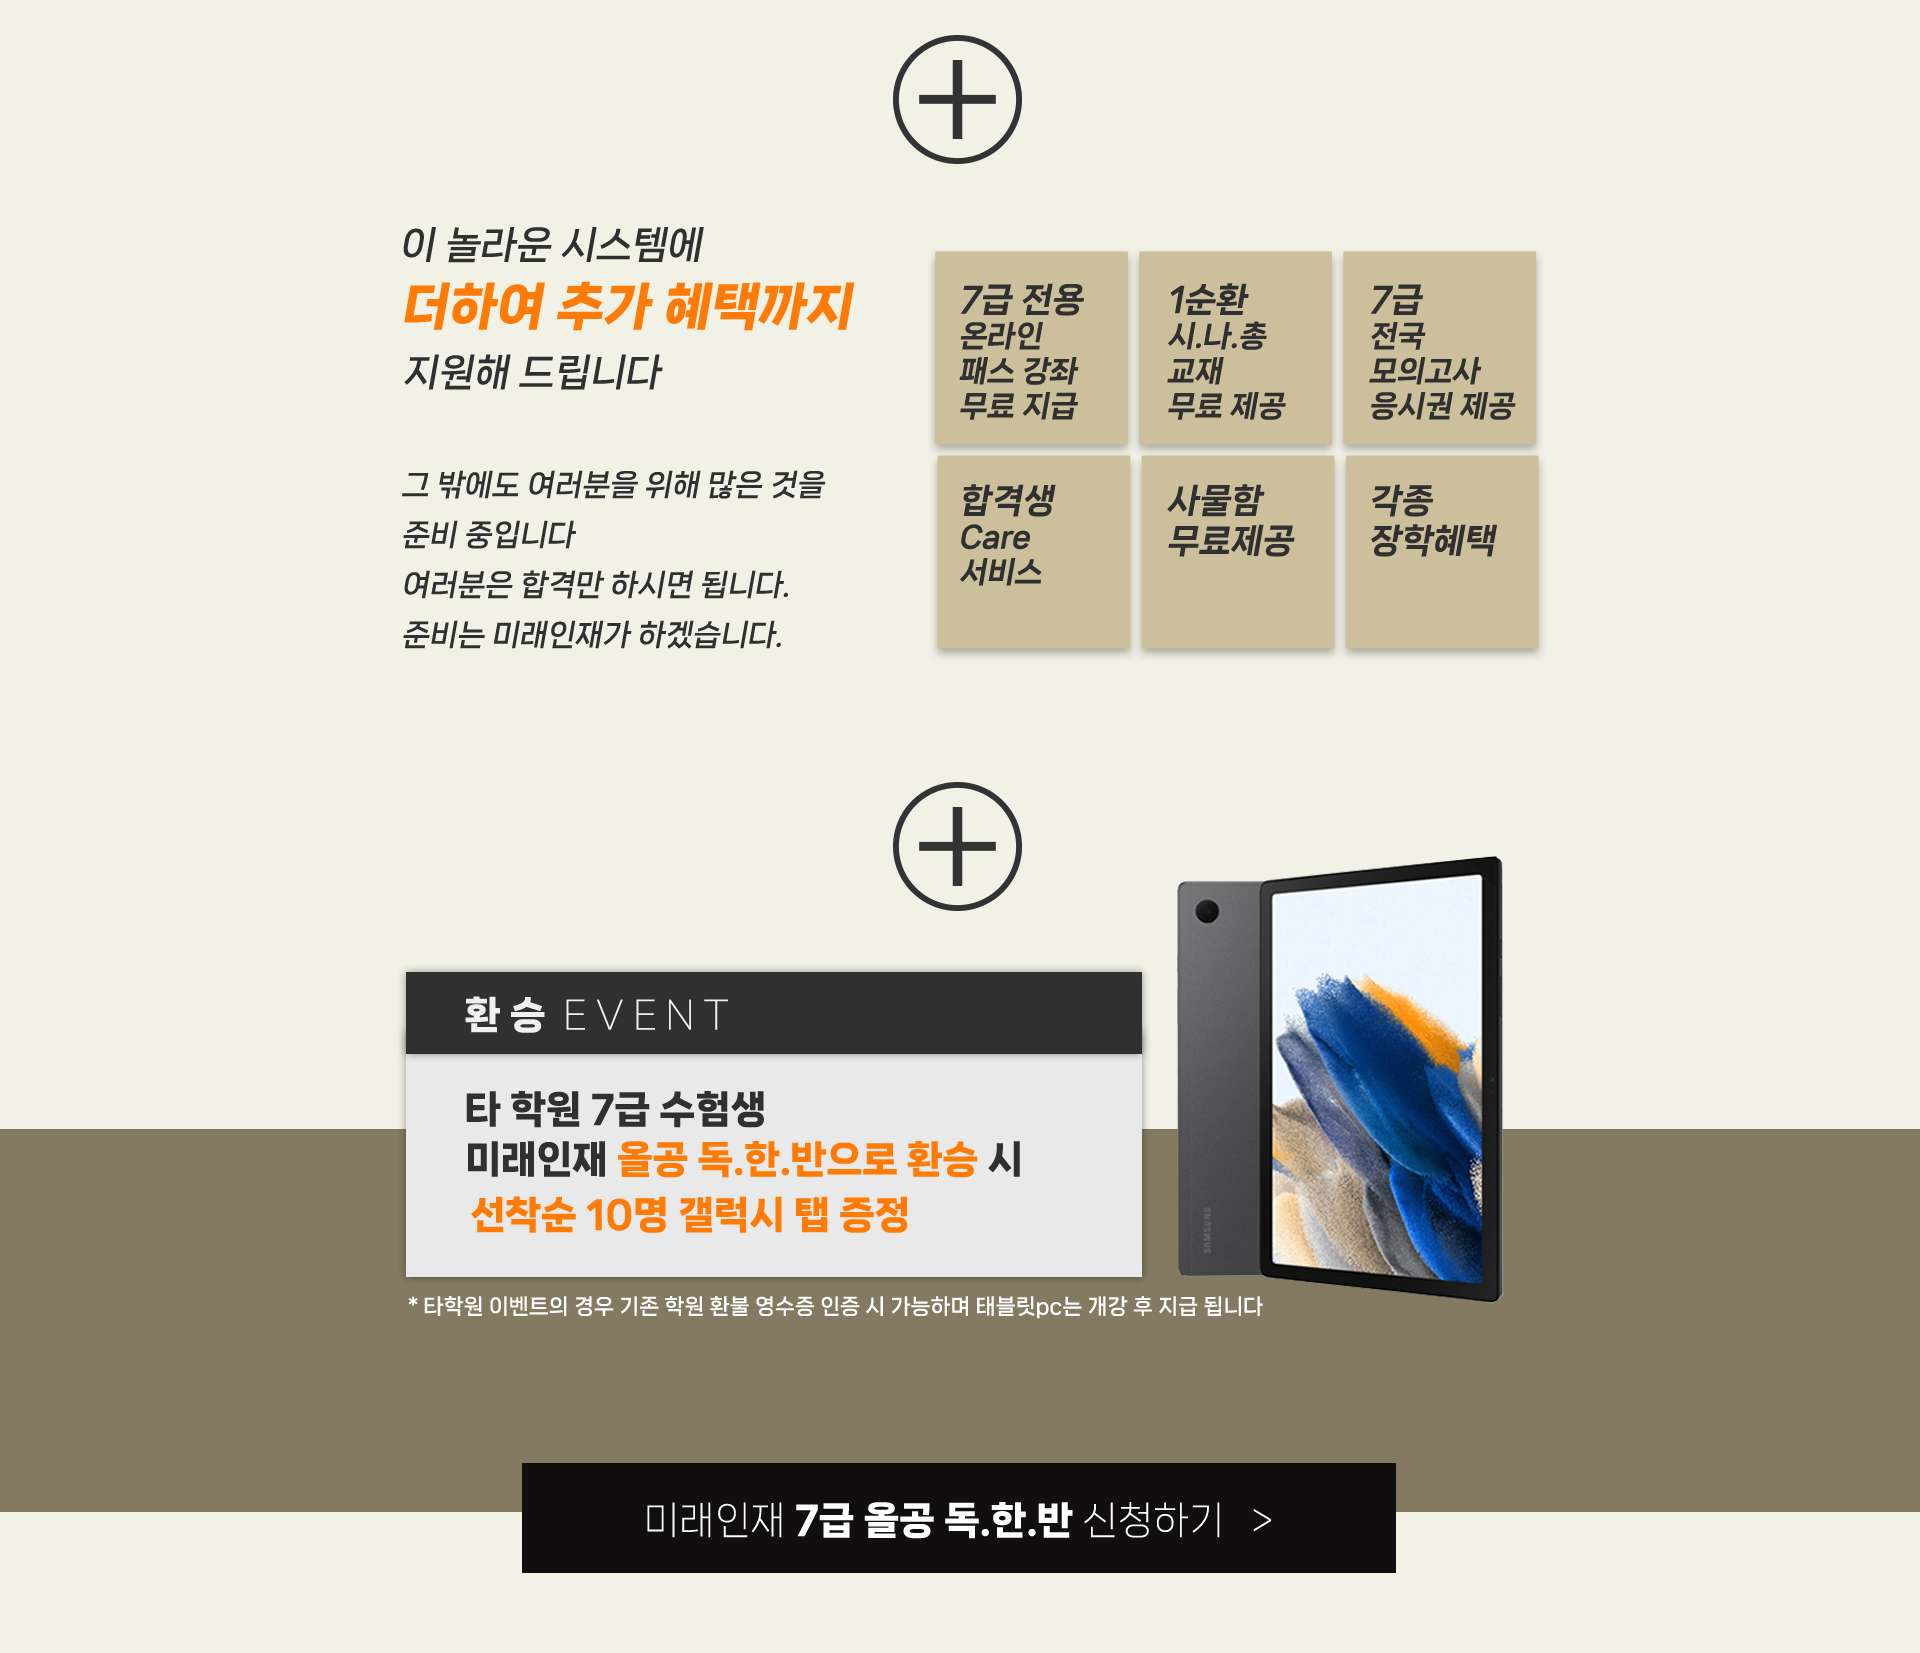 이 놀라운 시스템에
더하여 추가 혜택까지
지원해 드립니다
그 밖에도 여러분을 위해 많은 것을
준비 중입니다
여러분은 합격만 하시면 됩니다.
준비는 미래인재가 하겠습니다.
7급 전용
온라인
패스 강좌
무료 지급
1순환
시.나.총
교재
무료 제공
7급
전국
모의고사
응시권 제공
합격생
Care
서비스
사물함
무료제공
각종
장학혜택
환승 EVENT
타 학원 7급 수험생
미래인재 올공 독.한.반으로 환승 시
선착순 10명 갤럭시 탭 증정
SAMSUNG
* 타학원 이벤트의 경우 기존 학원 환불 영수증 인증 시 가능하며 태블릿pc는 개강 후 지급 됩니다
미래인재 7급 올공 독.한.반 신청하기 >